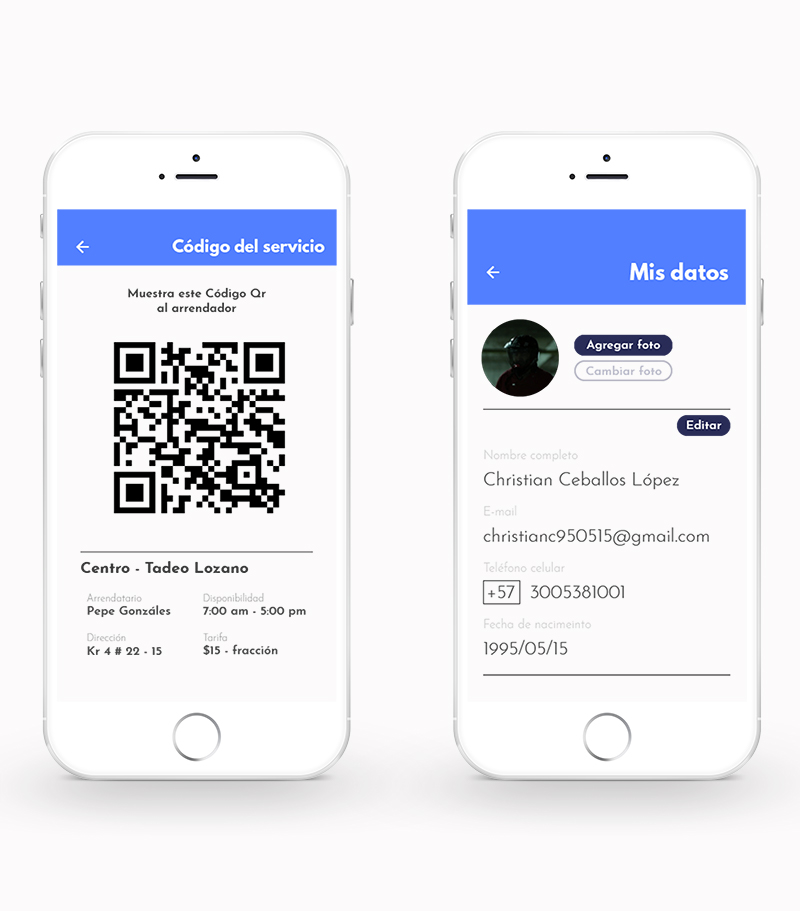 Código del servicio
Muestra este Código Qr
al arrendador
Centro - Tadeo Lozano
Arrendatario
Pepe Gonzáles
Disponibilidad
7:00 am - 5:00 pm
Dirección
Kr 4 # 22 - 15
Tarifa
$15 - fracción
Mis datos
Agregar foto
Cambiar foto
Editar
Nombre completo
Christian Ceballos López
E-mail
christianc950515@gmail.com
Teléfono celular
+57 3005381001
Fecha de nacimeinto
1995/05/15